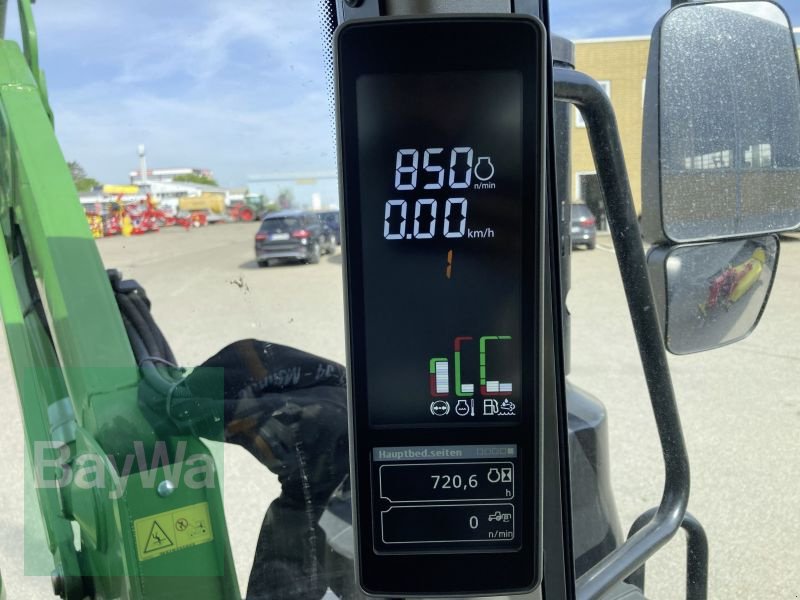 850 n/min
0.00 km/h
1
Hauptbed.seiten
720,6 h
0 n/min
BayWa